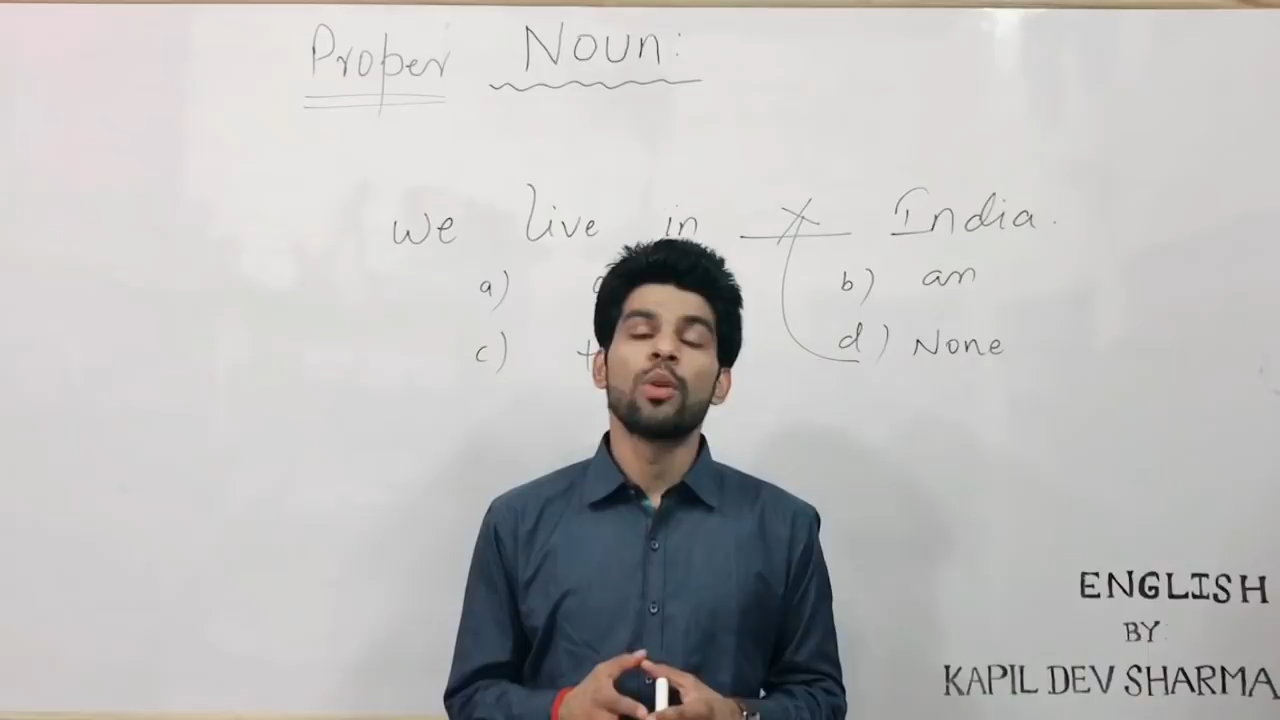 Proper Noun:
we live in X India.
a) b) an
c) d) None
ENGLISH
BY
KAPIL DEV SHARMA